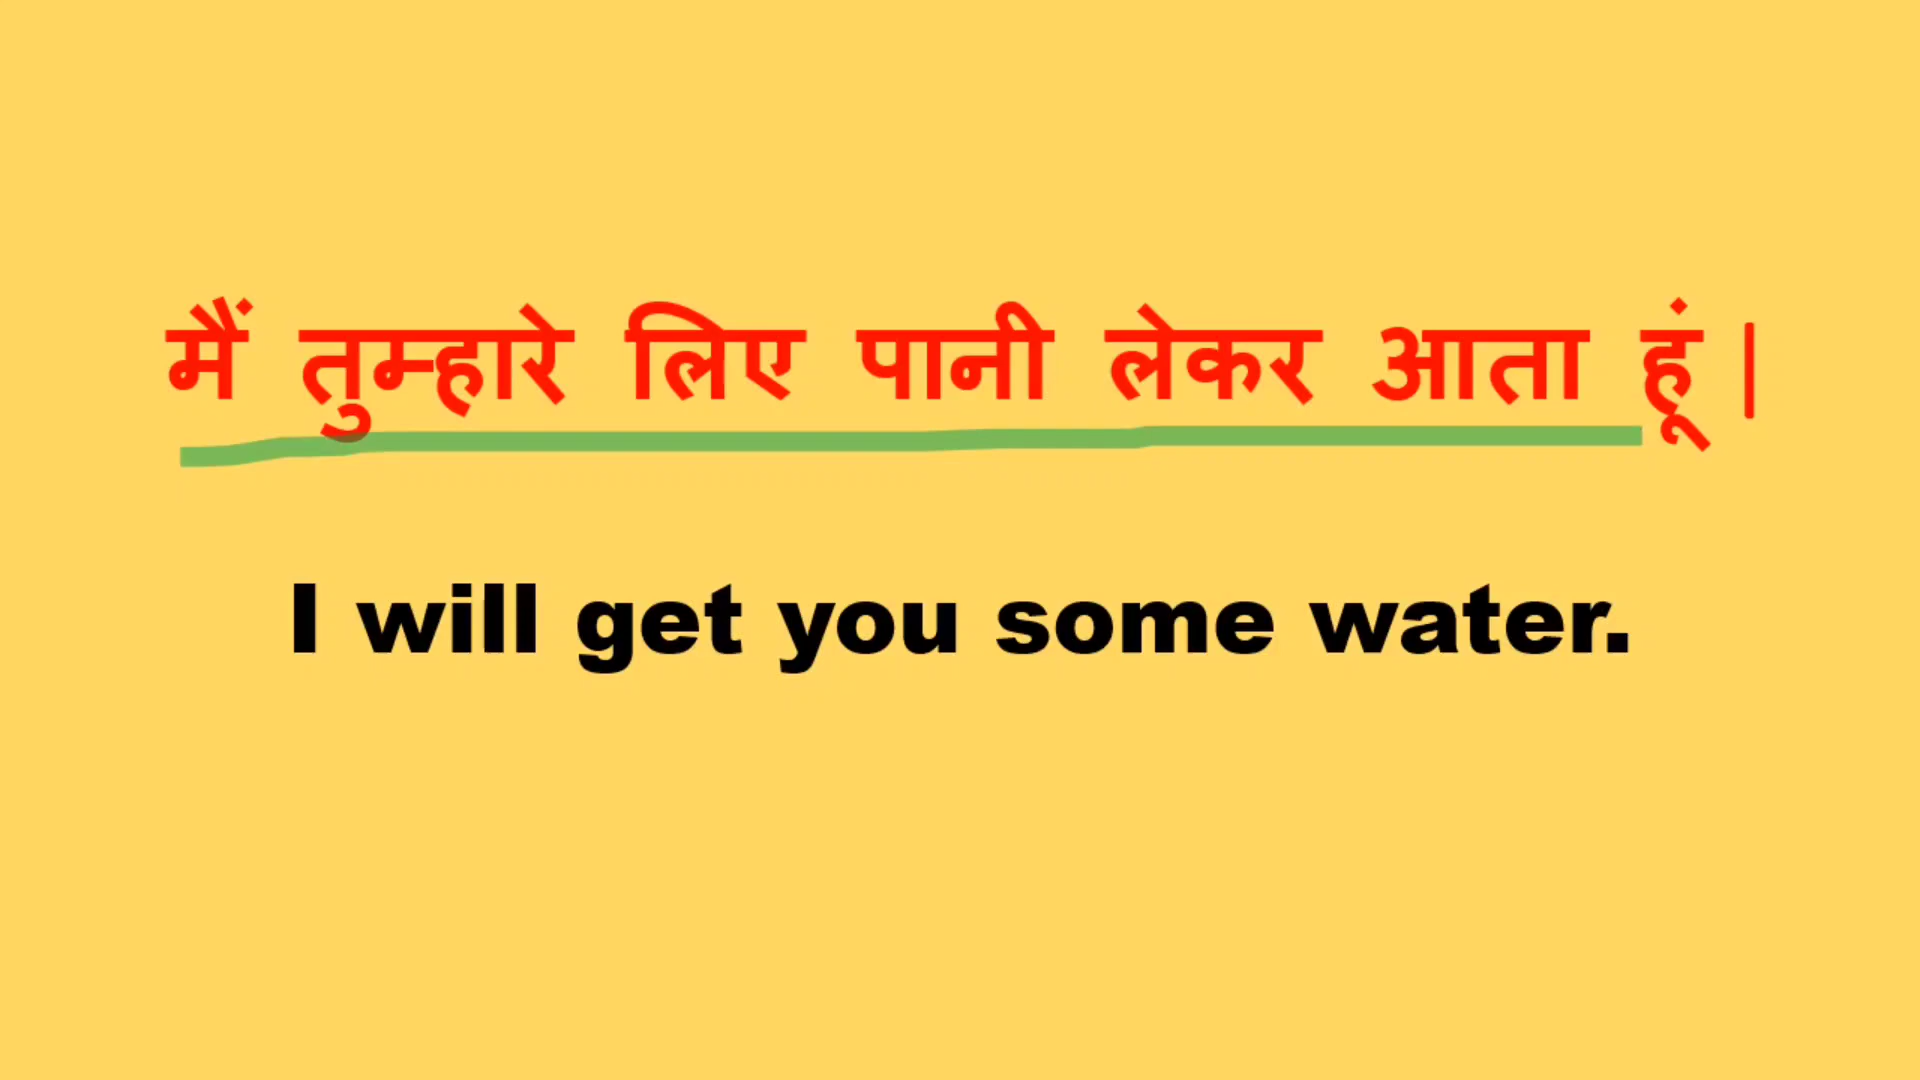 मैं तुम्हारे लिए पानी लेकर आता हूं |
I will get you some water.